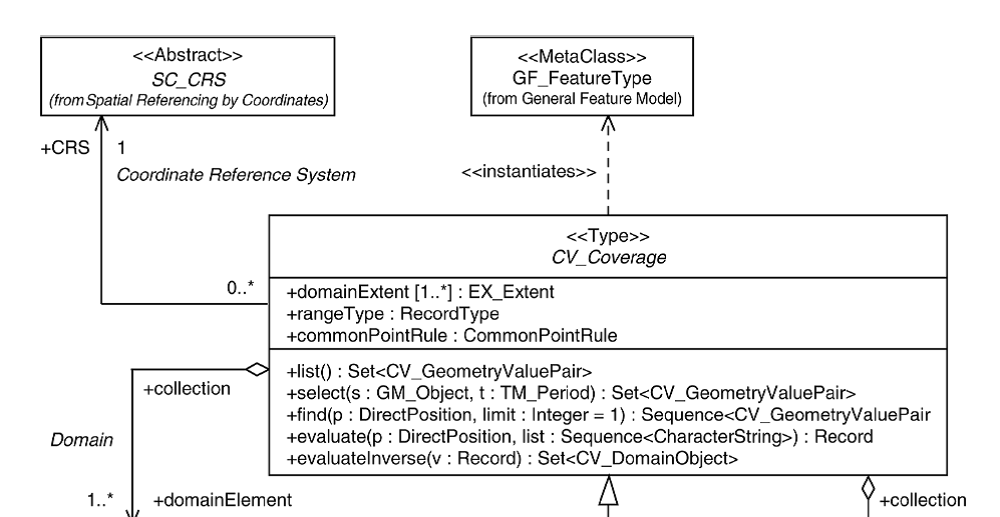 <<Abstract>>
SC_CRS
(from Spatial Referencing by Coordinates)
<<MetaClass>>
GF_FeatureType
(from General Feature Model)
+CRS
1
Coordinate Reference System
<<instantiates>>
<<Type>>
CV_Coverage
0..*
+domainExtent [1..*] : EX_Extent
+rangeType : RecordType
+commonPointRule : CommonPointRule
+list() : Set<CV_GeometryValuePair>
+select(s : GM_Object, t : TM_Period) : Set<CV_GeometryValuePair>
+find(p : DirectPosition, limit : Integer = 1) : Sequence<CV_GeometryValuePair
+evaluate(p : DirectPosition, list : Sequence<CharacterString>) : Record
+evaluateInverse(v : Record) : Set<CV_DomainObject>
+collection
Domain
1..*
+domainElement
+collection